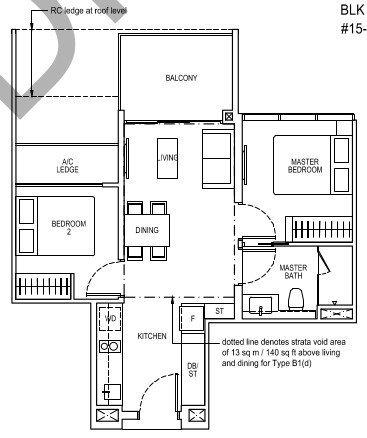 RC ledge at roof level
BLK
#15-
BALCONY
A/C
LEDGE
LIVING
MASTER
BEDROOM
BEDROOM
2
DINING
MASTER
BATH
WD
F
ST
KITCHEN
DB/
ST
dotted line denotes strata void area
of 13 sq m / 140 sq ft above living
and dining for Type B1(d)